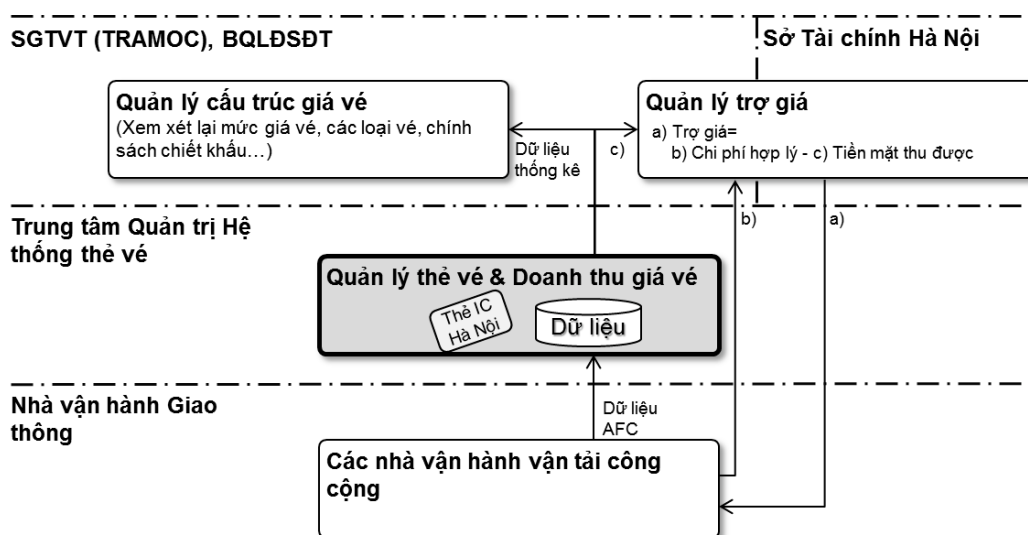 SGTVT (TRAMOC), BQLĐSĐT
Sở Tài chính Hà Nội
Quản lý cấu trúc giá vé
(Xem xét lại mức giá vé, các loại vé, chính
sách chiết khấu…)
Quản lý trợ giá
a) Trợ giá=
b) Chi phí hợp lý - c) Tiền mặt thu được
Dữ liệu
thống kê
c)
b)
a)
Trung tâm Quản trị Hệ
thống thẻ vé
Quản lý thẻ vé & Doanh thu giá vé
Thẻ IC
Hà Nội
Dữ liệu
Nhà vận hành Giao
thông
Dữ liệu
AFC
Các nhà vận hành vận tải công
cộng